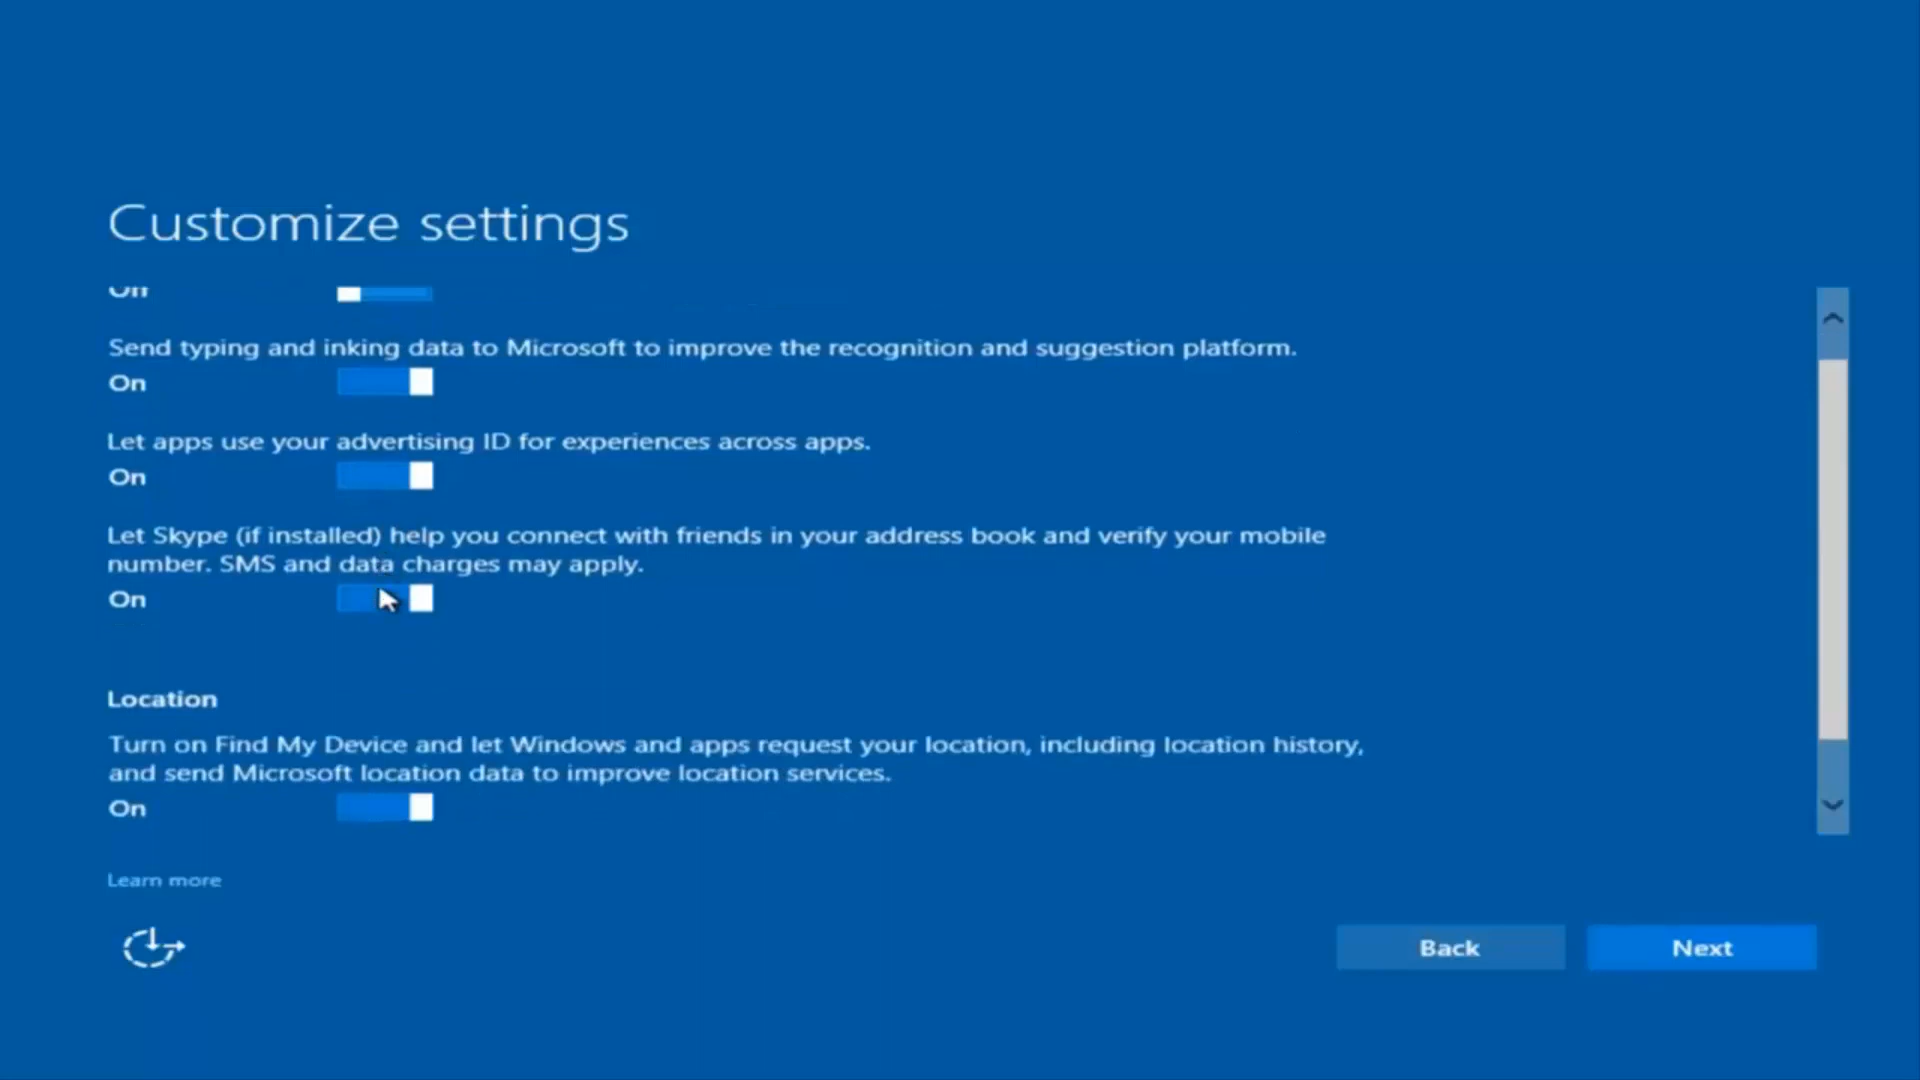 Customize settings
Off
Send typing and inking data to Microsoft to improve the recognition and suggestion platform.
On
Let apps use your advertising ID for experiences across apps.
On
Let Skype (if installed) help you connect with friends in your address book and verify your mobile
number. SMS and data charges may apply.
On
Location
Turn on Find My Device and let Windows and apps request your location, including location history,
and send Microsoft location data to improve location services.
On
Learn more
Back
Next